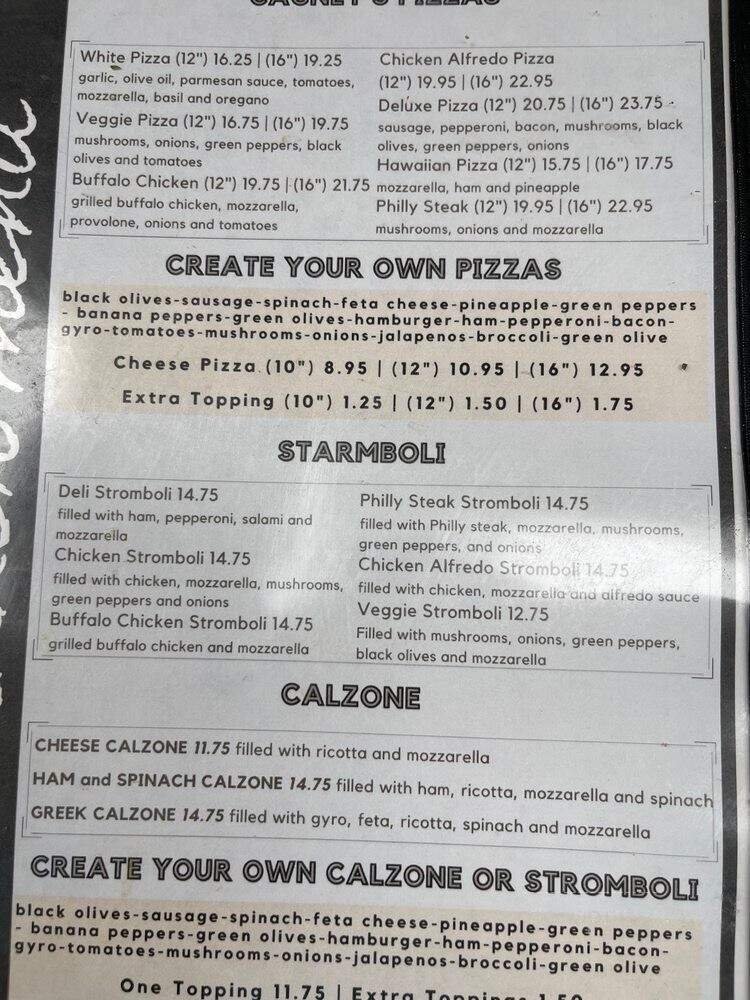 CAGNEY'S PIZZAS
White Pizza (12") 16.25 | (16") 19.25
garlic, olive oil, parmesan sauce, tomatoes,
mozzarella, basil and oregano
Veggie Pizza (12") 16.75 | (16") 19.75
mushrooms, onions, green peppers, black
olives and tomatoes
Buffalo Chicken (12") 19.75 | (16") 21.75
grilled buffalo chicken, mozzarella,
provolone, onions and tomatoes
Chicken Alfredo Pizza
(12") 19.95 | (16") 22.95
Deluxe Pizza (12") 20.75 | (16") 23.75
sausage, pepperoni, bacon, mushrooms, black
olives, green peppers, onions
Hawaiian Pizza (12") 15.75 | (16") 17.75
mozzarella, ham and pineapple
Philly Steak (12") 19.95 | (16") 22.95
mushrooms, onions and mozzarella
CREATE YOUR OWN PIZZAS
black olives-sausage-spinach-feta cheese-pineapple-green peppers
- banana peppers-green olives-hamburger-ham-pepperoni-bacon-
gyro-tomatoes-mushrooms-onions-jalapenos-broccoli-green olive
Cheese Pizza (10") 8.95 | (12") 10.95 | (16") 12.95
Extra Topping (10") 1.25 | (12") 1.50 | (16") 1.75
STARMBOLI
Deli Stromboli 14.75
filled with ham, pepperoni, salami and
mozzarella
Chicken Stromboli 14.75
filled with chicken, mozzarella, mushrooms,
green peppers and onions
Buffalo Chicken Stromboli 14.75
grilled buffalo chicken and mozzarella
Philly Steak Stromboli 14.75
filled with Philly steak, mozzarella, mushrooms,
green peppers, and onions
Chicken Alfredo Stromboli 14.75
filled with chicken, mozzarella and alfredo sauce
Veggie Stromboli 12.75
Filled with mushrooms, onions, green peppers,
black olives and mozzarella
CALZONE
CHEESE CALZONE 11.75 filled with ricotta and mozzarella
HAM and SPINACH CALZONE 14.75 filled with ham, ricotta, mozzarella and spinach
GREEK CALZONE 14.75 filled with gyro, feta, ricotta, spinach and mozzarella
CREATE YOUR OWN CALZONE OR STROMBOLI
black olives-sausage-spinach-feta cheese-pineapple-green peppers
- banana peppers-green olives-hamburger-ham-pepperoni-bacon-
gyro-tomatoes-mushrooms-onions-jalapenos-broccoli-green olive
One Topping 11.75 | Extra Toppings 1.50